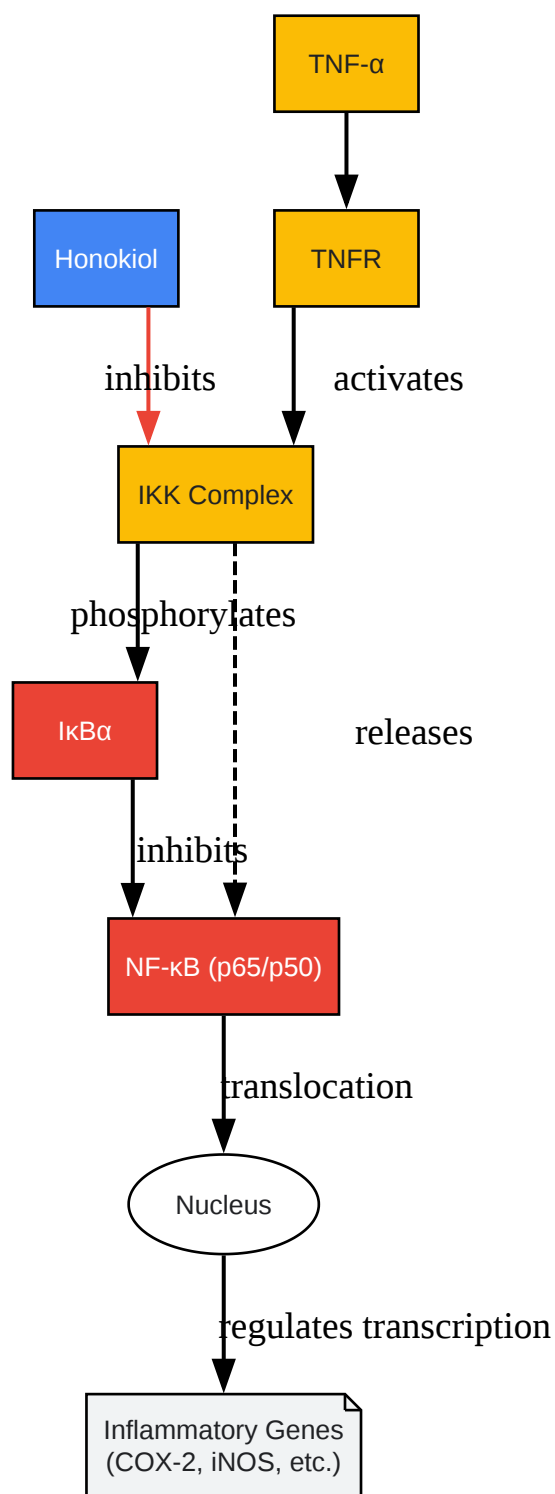 TNF-α
Honokiol
TNFR
inhibits
activates
IKK Complex
phosphorylates
IκBα
releases
inhibits
NF-κB (p65/p50)
translocation
Nucleus
regulates transcription
Inflammatory Genes
(COX-2, iNOS, etc.)